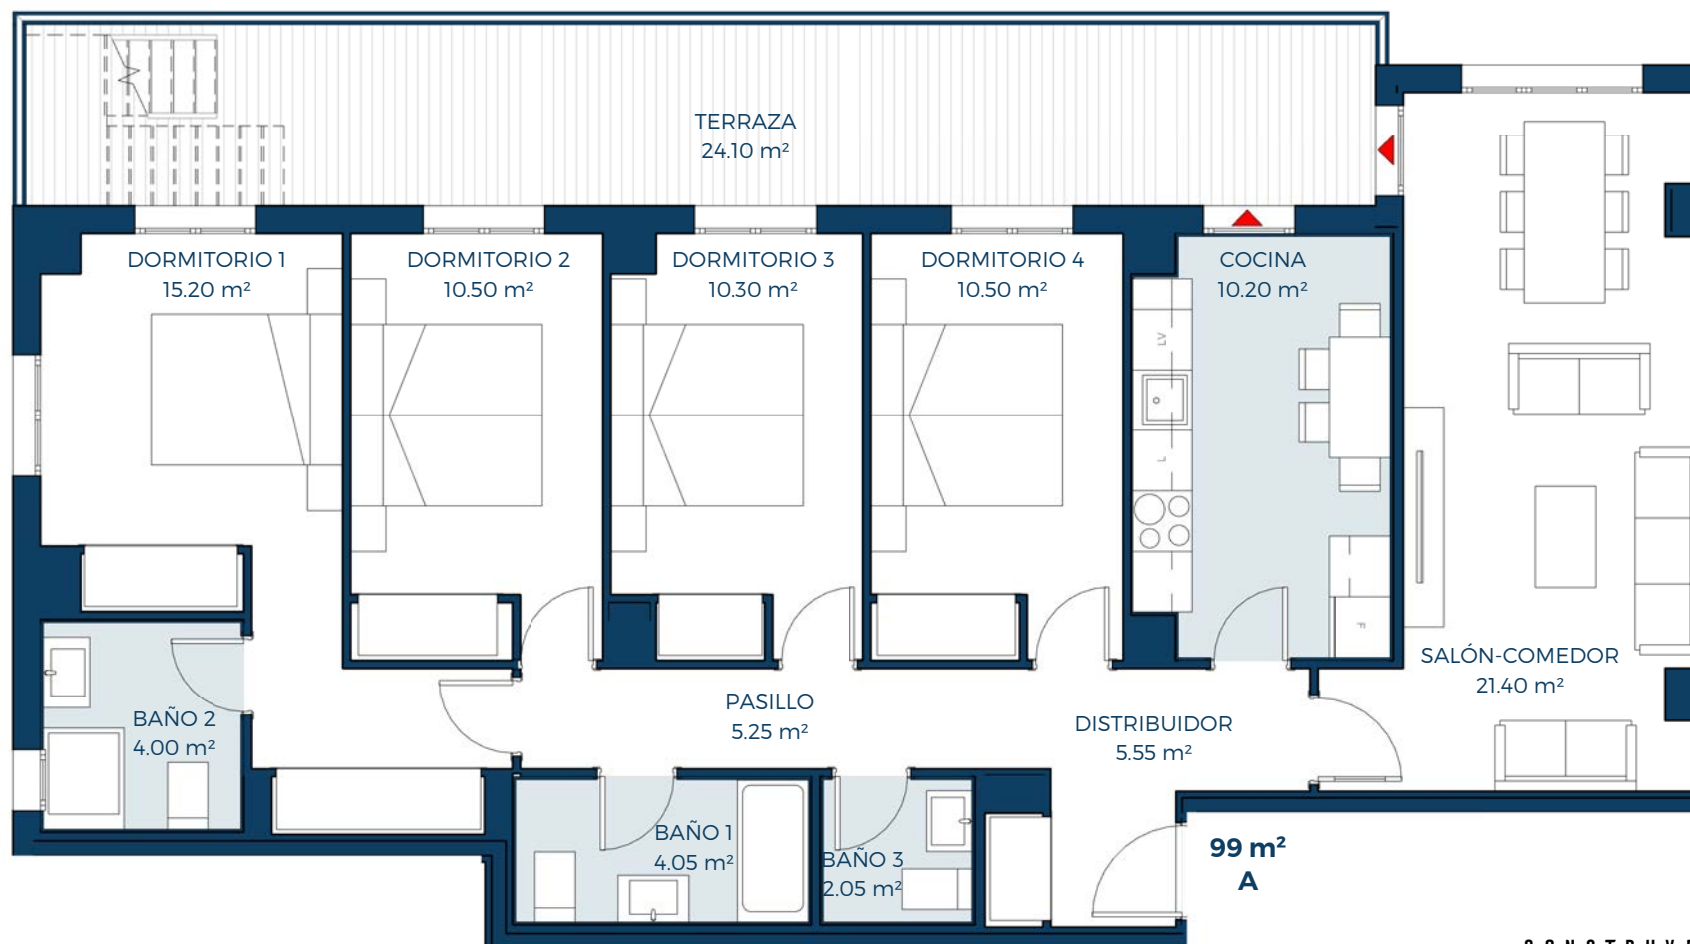 TERRAZA
24.10 m²
DORMITORIO 1
15.20 m²
DORMITORIO 2
10.50 m²
DORMITORIO 3
10.30 m²
DORMITORIO 4
10.50 m²
COCINA
10.20 m²
LV
L
F
SALÓN-COMEDOR
21.40 m²
PASILLO
5.25 m²
DISTRIBUIDOR
5.55 m²
BAÑO 2
4.00 m²
BAÑO 1
4.05 m²
BAÑO 3
2.05 m²
99 m²
A